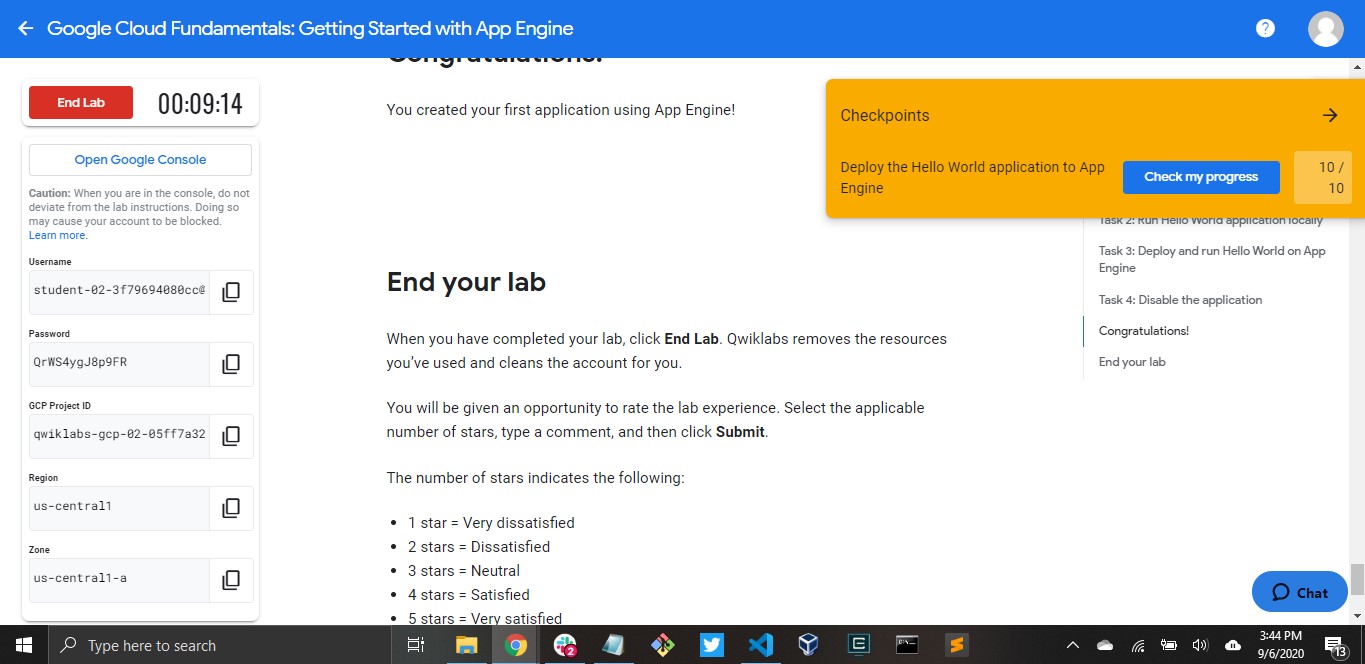 Google Cloud Fundamentals: Getting Started with App Engine
?
End Lab
00:09:14
Open Google Console
Caution: When you are in the console, do not
deviate from the lab instructions. Doing so
may cause your account to be blocked.
Learn more.
Username
student-02-3f79694080cc@
Password
QrWS4ygJ8p9FR
GCP Project ID
qwiklabs-gcp-02-05ff7a32
Region
us-central1
Zone
us-central1-a
Congratulations!
You created your first application using App Engine!
End your lab
When you have completed your lab, click End Lab. Qwiklabs removes the resources
you've used and cleans the account for you.
You will be given an opportunity to rate the lab experience. Select the applicable
number of stars, type a comment, and then click Submit.
The number of stars indicates the following:
• 1 star = Very dissatisfied
• 2 stars = Dissatisfied
• 3 stars = Neutral
• 4 stars = Satisfied
• 5 stars = Very satisfied
Checkpoints
Deploy the Hello World application to App
Engine
Check my progress
10 /
10
Task 2: Run Hello World application locally
Task 3: Deploy and run Hello World on App
Engine
Task 4: Disable the application
Congratulations!
End your lab
Chat
Type here to search
2
3:44 PM
9/6/2020
13